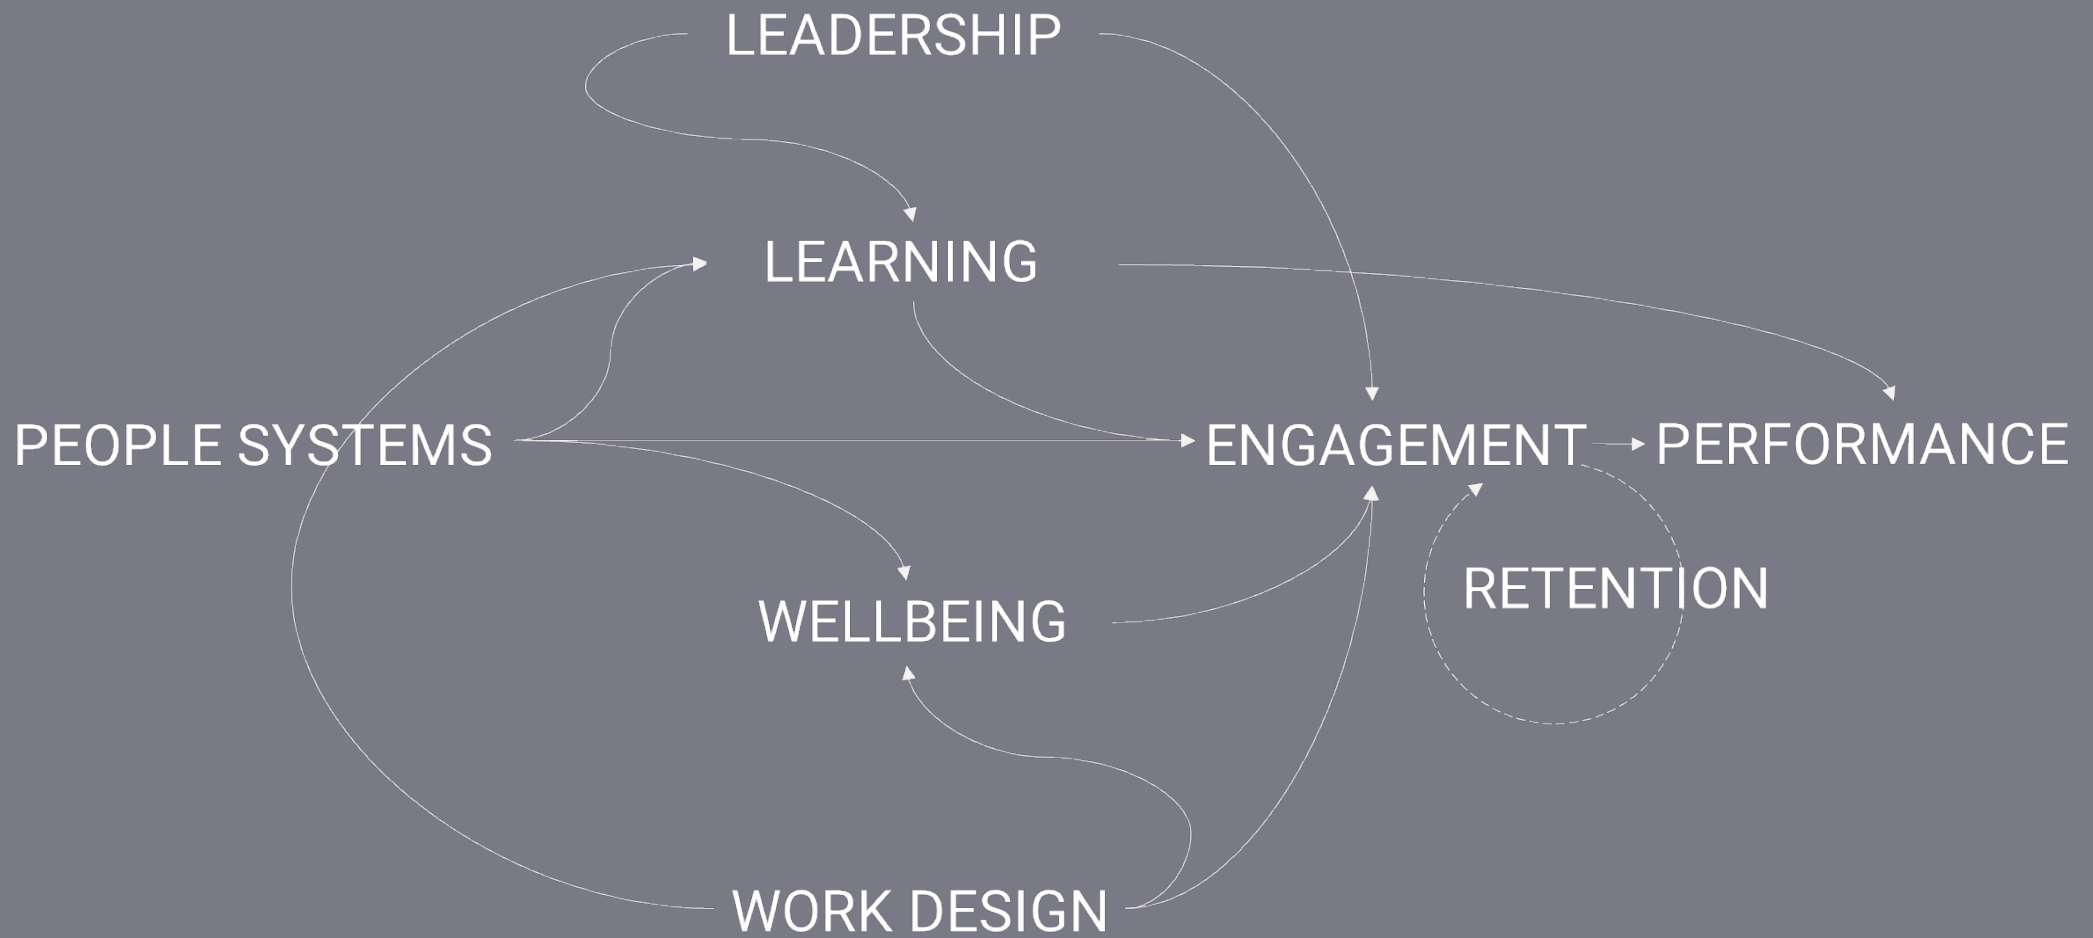 LEADERSHIP
LEARNING
PEOPLE SYSTEMS
ENGAGEMENT
PERFORMANCE
RETENTION
WELLBEING
WORK DESIGN